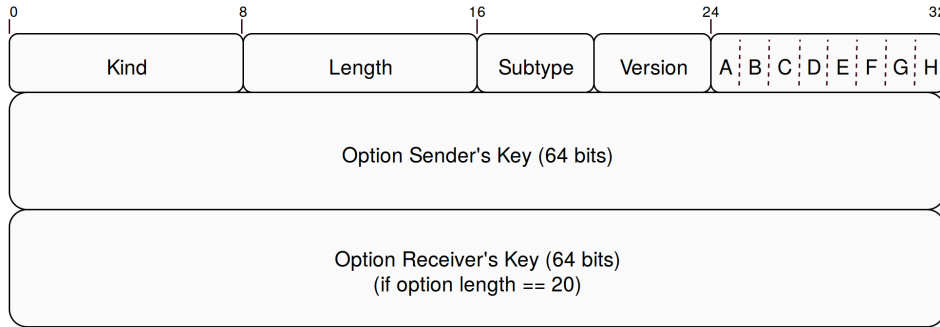 0 8 16 24 32
Kind Length Subtype Version A B C D E F G H
Option Sender's Key (64 bits)
Option Receiver's Key (64 bits)
(if option length == 20)